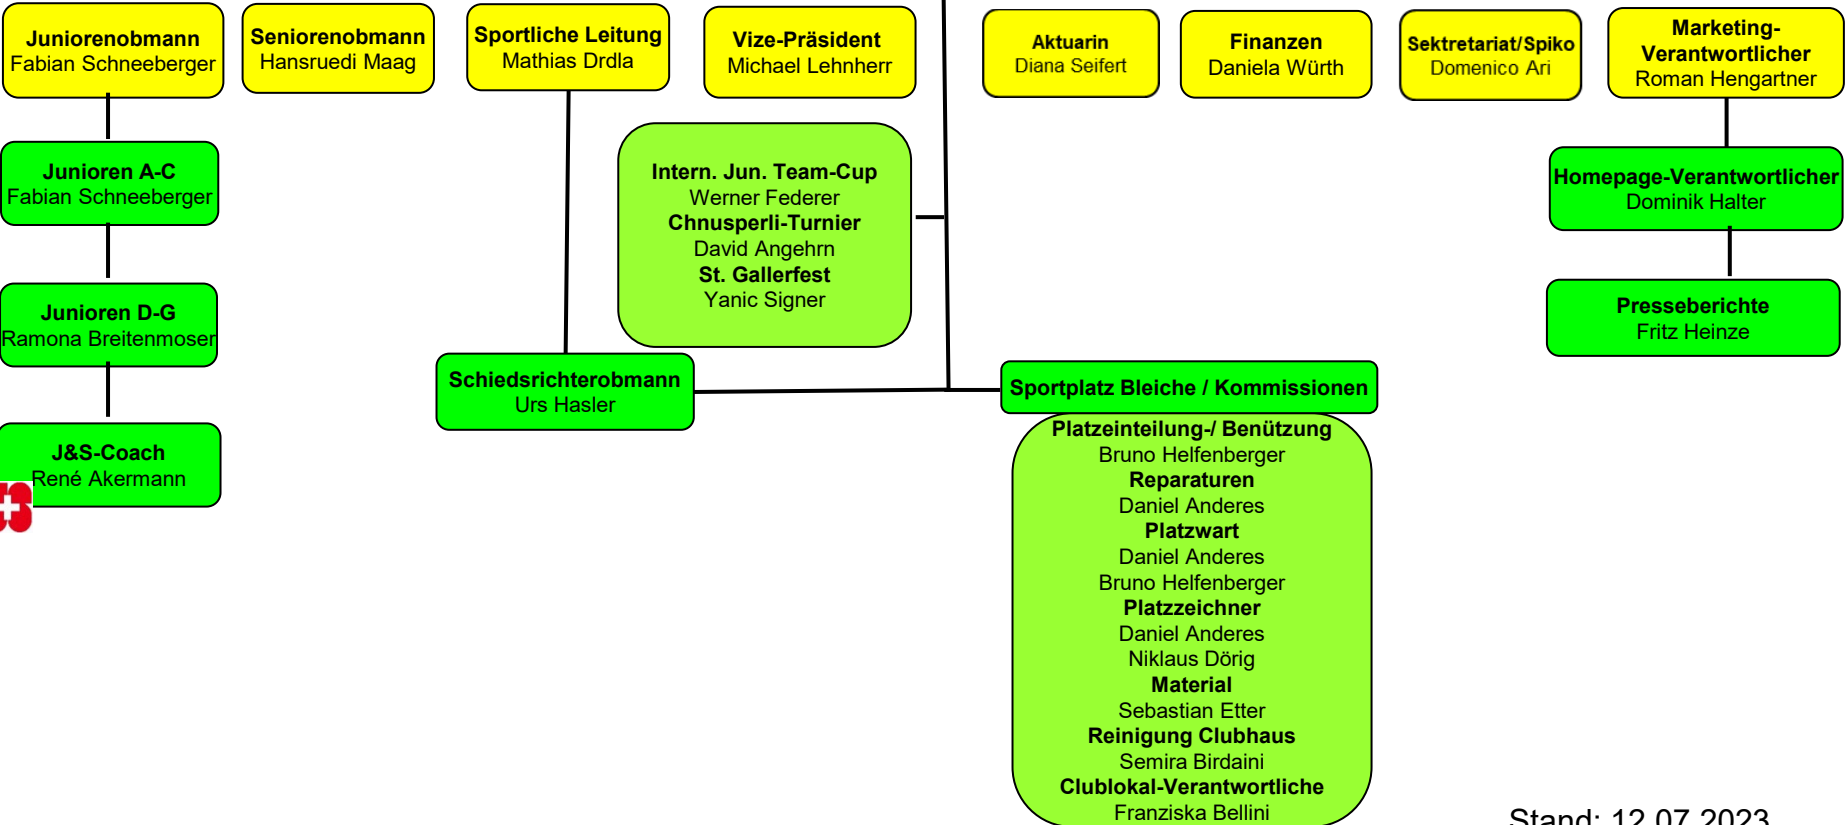 Juniorenobmann
Fabian Schneeberger
Seniorenobmann
Hansruedi Maag
Sportliche Leitung
Mathias Drdla
Vize-Präsident
Michael Lehnherr
Aktuarin
Diana Seifert
Finanzen
Daniela Würth
Sektretariat/Spiko
Domenico Ari
Marketing-
Verantwortlicher
Roman Hengartner
Junioren A-C
Fabian Schneeberger
Intern. Jun. Team-Cup
Werner Federer
Chnusperli-Turnier
David Angehrn
St. Gallerfest
Yanic Signer
Homepage-Verantwortlicher
Dominik Halter
Junioren D-G
Ramona Breitenmoser
Presseberichte
Fritz Heinze
Schiedsrichterobmann
Urs Hasler
Sportplatz Bleiche / Kommissionen
J&S-Coach
René Akermann
Platzeinteilung-/ Benützung
Bruno Helfenberger
Reparaturen
Daniel Anderes
Platzwart
Daniel Anderes
Bruno Helfenberger
Platzzeichner
Daniel Anderes
Niklaus Dörig
Material
Sebastian Etter
Reinigung Clubhaus
Semira Birdaini
Clublokal-Verantwortliche
Franziska Bellini
Stand: 12.07.2023